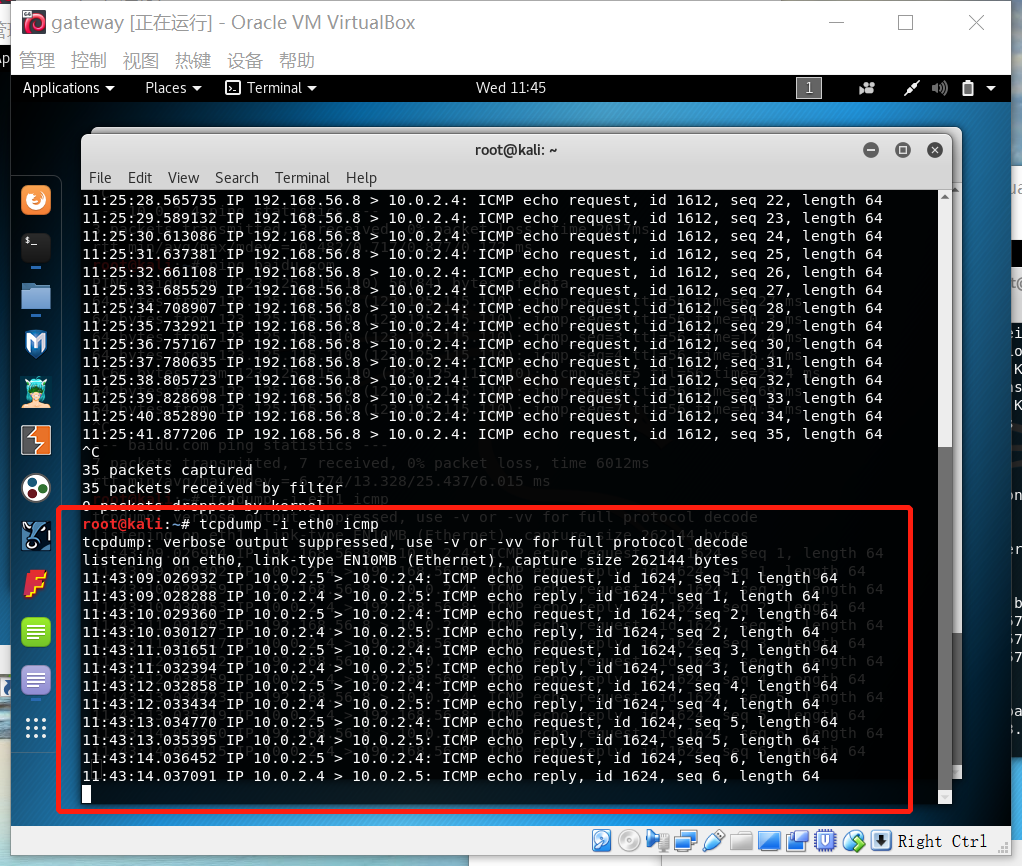 gateway [正在运行] - Oracle VM VirtualBox
管理 控制 视图 热键 设备 帮助
Applications Places Terminal Wed 11:45 1
root@kali: ~
File Edit View Search Terminal Help
11:25:28.565735 IP 192.168.56.8 > 10.0.2.4: ICMP echo request, id 1612, seq 22, length 64
11:25:29.589132 IP 192.168.56.8 > 10.0.2.4: ICMP echo request, id 1612, seq 23, length 64
11:25:30.613086 IP 192.168.56.8 > 10.0.2.4: ICMP echo request, id 1612, seq 24, length 64
11:25:31.637381 IP 192.168.56.8 > 10.0.2.4: ICMP echo request, id 1612, seq 25, length 64
11:25:32.661108 IP 192.168.56.8 > 10.0.2.4: ICMP echo request, id 1612, seq 26, length 64
11:25:33.685529 IP 192.168.56.8 > 10.0.2.4: ICMP echo request, id 1612, seq 27, length 64
11:25:34.708907 IP 192.168.56.8 > 10.0.2.4: ICMP echo request, id 1612, seq 28, length 64
11:25:35.732921 IP 192.168.56.8 > 10.0.2.4: ICMP echo request, id 1612, seq 29, length 64
11:25:36.757167 IP 192.168.56.8 > 10.0.2.4: ICMP echo request, id 1612, seq 30, length 64
11:25:37.780635 IP 192.168.56.8 > 10.0.2.4: ICMP echo request, id 1612, seq 31, length 64
11:25:38.805723 IP 192.168.56.8 > 10.0.2.4: ICMP echo request, id 1612, seq 32, length 64
11:25:39.828698 IP 192.168.56.8 > 10.0.2.4: ICMP echo request, id 1612, seq 33, length 64
11:25:40.852890 IP 192.168.56.8 > 10.0.2.4: ICMP echo request, id 1612, seq 34, length 64
11:25:41.877206 IP 192.168.56.8 > 10.0.2.4: ICMP echo request, id 1612, seq 35, length 64
^C
35 packets captured
35 packets received by filter
0 packets dropped by kernel
root@kali:~# tcpdump -i eth0 icmp
tcpdump: verbose output suppressed, use -v or -vv for full protocol decode
listening on eth0, link-type EN10MB (Ethernet), capture size 262144 bytes
11:43:09.026933 IP 10.0.2.5 > 10.0.2.4: ICMP echo request, id 1624, seq 1, length 64
11:43:09.028288 IP 10.0.2.4 > 10.0.2.5: ICMP echo reply, id 1624, seq 1, length 64
11:43:10.029360 IP 10.0.2.5 > 10.0.2.4: ICMP echo request, id 1624, seq 2, length 64
11:43:10.030127 IP 10.0.2.4 > 10.0.2.5: ICMP echo reply, id 1624, seq 2, length 64
11:43:11.031651 IP 10.0.2.5 > 10.0.2.4: ICMP echo request, id 1624, seq 3, length 64
11:43:11.032394 IP 10.0.2.4 > 10.0.2.5: ICMP echo reply, id 1624, seq 3, length 64
11:43:12.032858 IP 10.0.2.5 > 10.0.2.4: ICMP echo request, id 1624, seq 4, length 64
11:43:12.033434 IP 10.0.2.4 > 10.0.2.5: ICMP echo reply, id 1624, seq 4, length 64
11:43:13.034770 IP 10.0.2.5 > 10.0.2.4: ICMP echo request, id 1624, seq 5, length 64
11:43:13.035395 IP 10.0.2.4 > 10.0.2.5: ICMP echo reply, id 1624, seq 5, length 64
11:43:14.036452 IP 10.0.2.5 > 10.0.2.4: ICMP echo request, id 1624, seq 6, length 64
11:43:14.037091 IP 10.0.2.4 > 10.0.2.5: ICMP echo reply, id 1624, seq 6, length 64
Right Ctrl